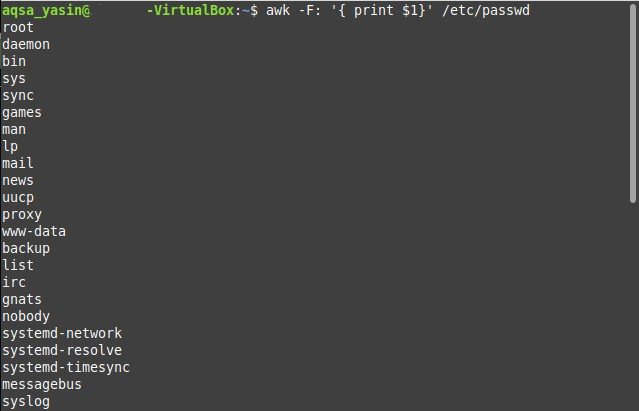 aqsa_yasin@ -VirtualBox:~$ awk -F: '{ print $1}' /etc/passwd
root
daemon
bin
sys
sync
games
man
lp
mail
news
uucp
proxy
www-data
backup
list
irc
gnats
nobody
systemd-network
systemd-resolve
systemd-timesync
messagebus
syslog